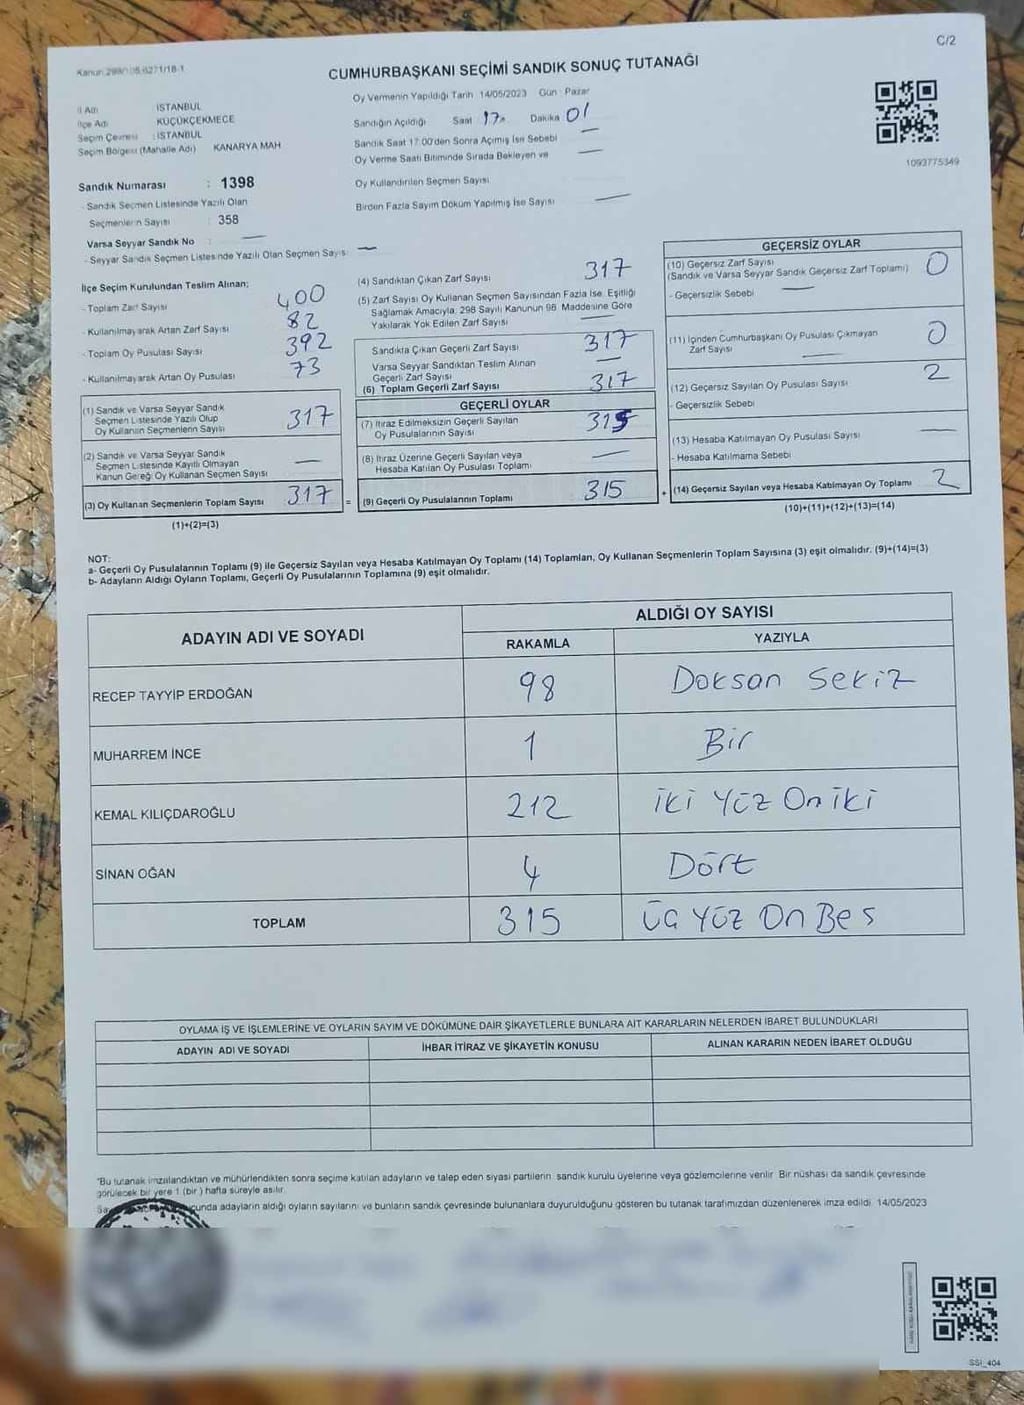 C/2
Kanun 298/105 6271/18-1
CUMHURBAŞKANI SEÇİMİ SANDIK SONUÇ TUTANAĞI
İl Adı İSTANBUL
İlçe Adı KÜÇÜKÇEKMECE
Seçim Çevresi : İSTANBUL
Seçim Bölgesi (Mahalle Adı) KANARYA MAH
Sandık Numarası : 1398
- Sandık Seçmen Listesinde Yazılı Olan
Seçmenlerin Sayısı : 358
Varsa Seyyar Sandık No : —
- Seyyar Sandık Seçmen Listesinde Yazılı Olan Seçmen Sayısı —
Oy Vermenin Yapıldığı Tarih 14/05/2023 Gün Pazar
Sandığın Açıldığı Saat 17 Dakika 01
Sandık Saat 17:00'den Sonra Açılmış İse Sebebi —
Oy Verme Saati Bitiminde Sırada Bekleyen ve —
Oy Kullandırılan Seçmen Sayısı
Birden Fazla Sayım Döküm Yapılmış İse Sayısı —
1093775349
İlçe Seçim Kurulundan Teslim Alınan;
- Toplam Zarf Sayısı 400
- Kullanılmayarak Artan Zarf Sayısı 82
- Toplam Oy Pusulası Sayısı 392
- Kullanılmayarak Artan Oy Pusulası 73
(1) Sandık ve Varsa Seyyar Sandık
Seçmen Listesinde Yazılı Olup
Oy Kullanan Seçmenlerin Sayısı 317
(2) Sandık ve Varsa Seyyar Sandık
Seçmen Listesinde Kayıtlı Olmayan
Kanun Gereği Oy Kullanan Seçmen Sayısı —
(3) Oy Kullanan Seçmenlerin Toplam Sayısı 317 =
(1)+(2)=(3)
(4) Sandıktan Çıkan Zarf Sayısı 317
(5) Zarf Sayısı Oy Kullanan Seçmen Sayısından Fazla İse, Eşitliği
Sağlamak Amacıyla, 298 Sayılı Kanunun 98. Maddesine Göre
Yakılarak Yok Edilen Zarf Sayısı —
Sandıkta Çıkan Geçerli Zarf Sayısı 317
Varsa Seyyar Sandıktan Teslim Alınan
Geçerli Zarf Sayısı —
(6) Toplam Geçerli Zarf Sayısı 317
GEÇERLİ OYLAR
(7) İtiraz Edilmeksizin Geçerli Sayılan
Oy Pusulalarının Sayısı 315
(8) İtiraz Üzerine Geçerli Sayılan veya
Hesaba Katılan Oy Pusulası Toplamı —
(9) Geçerli Oy Pusulalarının Toplamı 315 +
GEÇERSİZ OYLAR
(10) Geçersiz Zarf Sayısı 0
(Sandık ve Varsa Seyyar Sandık Geçersiz Zarf Toplamı)
- Geçersizlik Sebebi —
(11) İçinden Cumhurbaşkanı Oy Pusulası Çıkmayan 0
Zarf Sayısı —
(12) Geçersiz Sayılan Oy Pusulası Sayısı 2
- Geçersizlik Sebebi
(13) Hesaba Katılmayan Oy Pusulası Sayısı —
- Hesaba Katılmama Sebebi
(14) Geçersiz Sayılan veya Hesaba Katılmayan Oy Toplamı 2
(10)+(11)+(12)+(13)=(14)
NOT:
a- Geçerli Oy Pusulalarının Toplamı (9) ile Geçersiz Sayılan veya Hesaba Katılmayan Oy Toplamı (14) Toplamları, Oy Kullanan Seçmenlerin Toplam Sayısına (3) eşit olmalıdır. (9)+(14)=(3)
b- Adayların Aldığı Oyların Toplamı, Geçerli Oy Pusulalarının Toplamına (9) eşit olmalıdır.
ADAYIN ADI VE SOYADI ALDIĞI OY SAYISI
RAKAMLA YAZIYLA
RECEP TAYYİP ERDOĞAN 98 Doksan Sekiz
MUHARREM İNCE 1 Bir
KEMAL KILIÇDAROĞLU 212 İki Yüz On iki
SİNAN OĞAN 4 Dört
TOPLAM 315 Üç Yüz On Bes
OYLAMA İŞ VE İŞLEMLERİNE VE OYLARIN SAYIM VE DÖKÜMÜNE DAİR ŞİKAYETLERLE BUNLARA AİT KARARLARIN NELERDEN İBARET BULUNDUKLARI
ADAYIN ADI VE SOYADI İHBAR İTİRAZ VE ŞİKAYETİN KONUSU ALINAN KARARIN NEDEN İBARET OLDUĞU
"Bu tutanak imzalandıktan ve mühürlendikten sonra seçime katılan adayların ve talep eden siyasi partilerin sandık kurulu üyelerine veya gözlemcilerine verilir. Bir nüshası da sandık çevresinde
görülecek bir yere 1 (bir) hafta süreyle asılır.
adayların aldığı oyların sayılarını ve bunların sandık çevresinde bulunanlara duyurulduğunu gösteren bu tutanak tarafımızdan düzenlenerek imza edildi. 14/05/2023
SSI_404